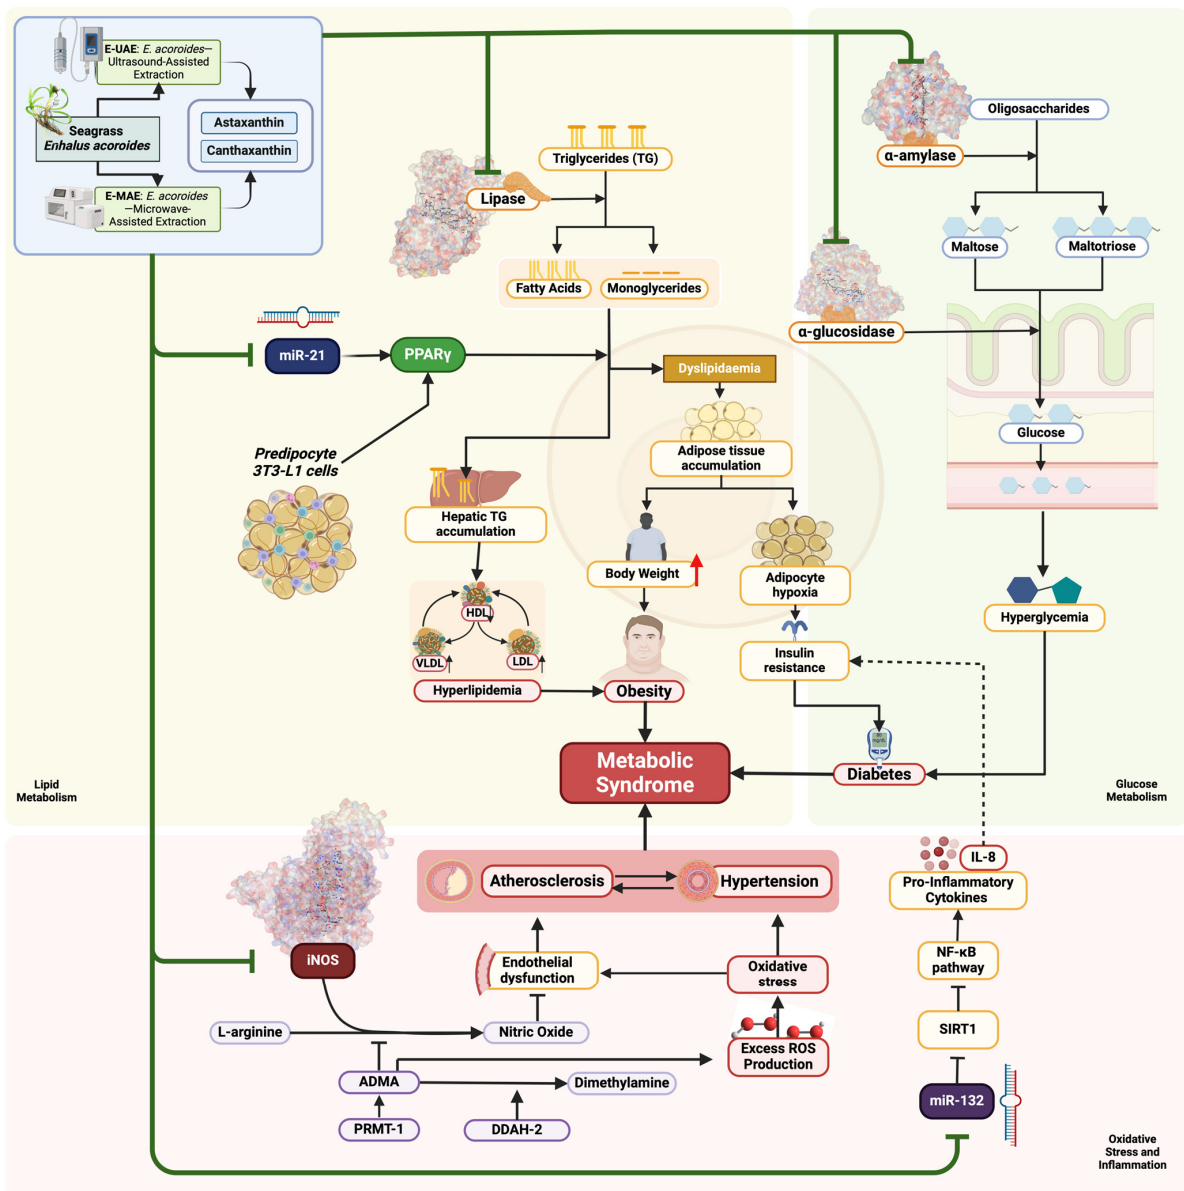 E-UAE: E. acoroides—
Ultrasound-Assisted
Extraction
Seagrass
Enhalus acoroides
E-MAE: E. acoroides
—Microwave-
Assisted Extraction
Astaxanthin
Canthaxanthin
Triglycerides (TG)
Lipase
Fatty Acids
Monoglycerides
miR-21
PPARγ
Predipocyte
3T3-L1 cells
Dyslipidaemia
Adipose tissue
accumulation
Hepatic TG
accumulation
Body Weight
Adipocyte
hypoxia
HDL
VLDL
LDL
Hyperlipidemia
Obesity
Insulin
resistance
Metabolic
Syndrome
Diabetes
Lipid
Metabolism
Oligosaccharides
α-amylase
Maltose
Maltotriose
α-glucosidase
Glucose
Hyperglycemia
Glucose
Metabolism
iNOS
Atherosclerosis
Hypertension
Endothelial
dysfunction
Oxidative
stress
L-arginine
Nitric Oxide
Excess ROS
Production
ADMA
Dimethylamine
PRMT-1
DDAH-2
IL-8
Pro-Inflammatory
Cytokines
NF-κB
pathway
SIRT1
miR-132
Oxidative
Stress and
Inflammation